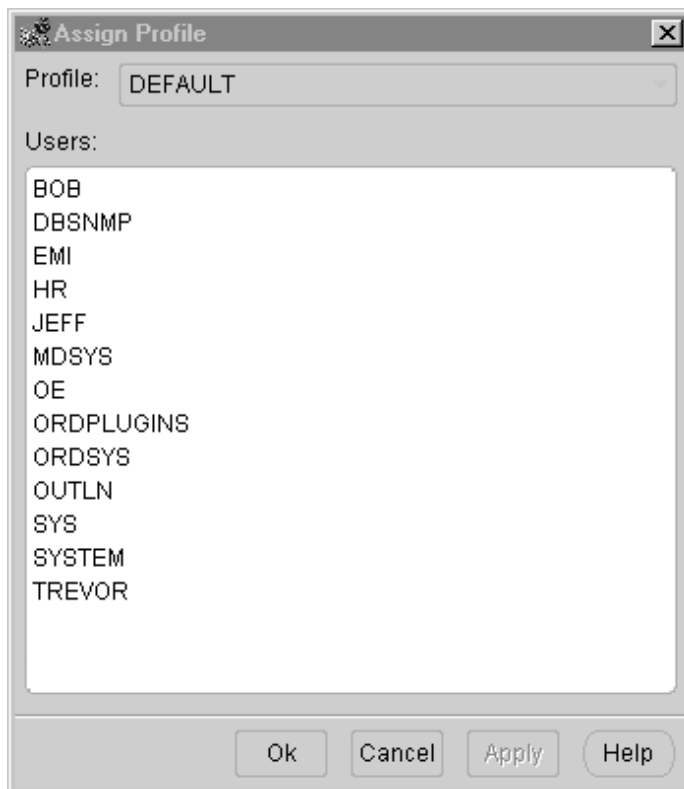 Assign Profile
Profile: DEFAULT
Users:
BOB
DBSNMP
EMI
HR
JEFF
MDSYS
OE
ORDPLUGINS
ORDSYS
OUTLN
SYS
SYSTEM
TREVOR
Ok Cancel Apply Help